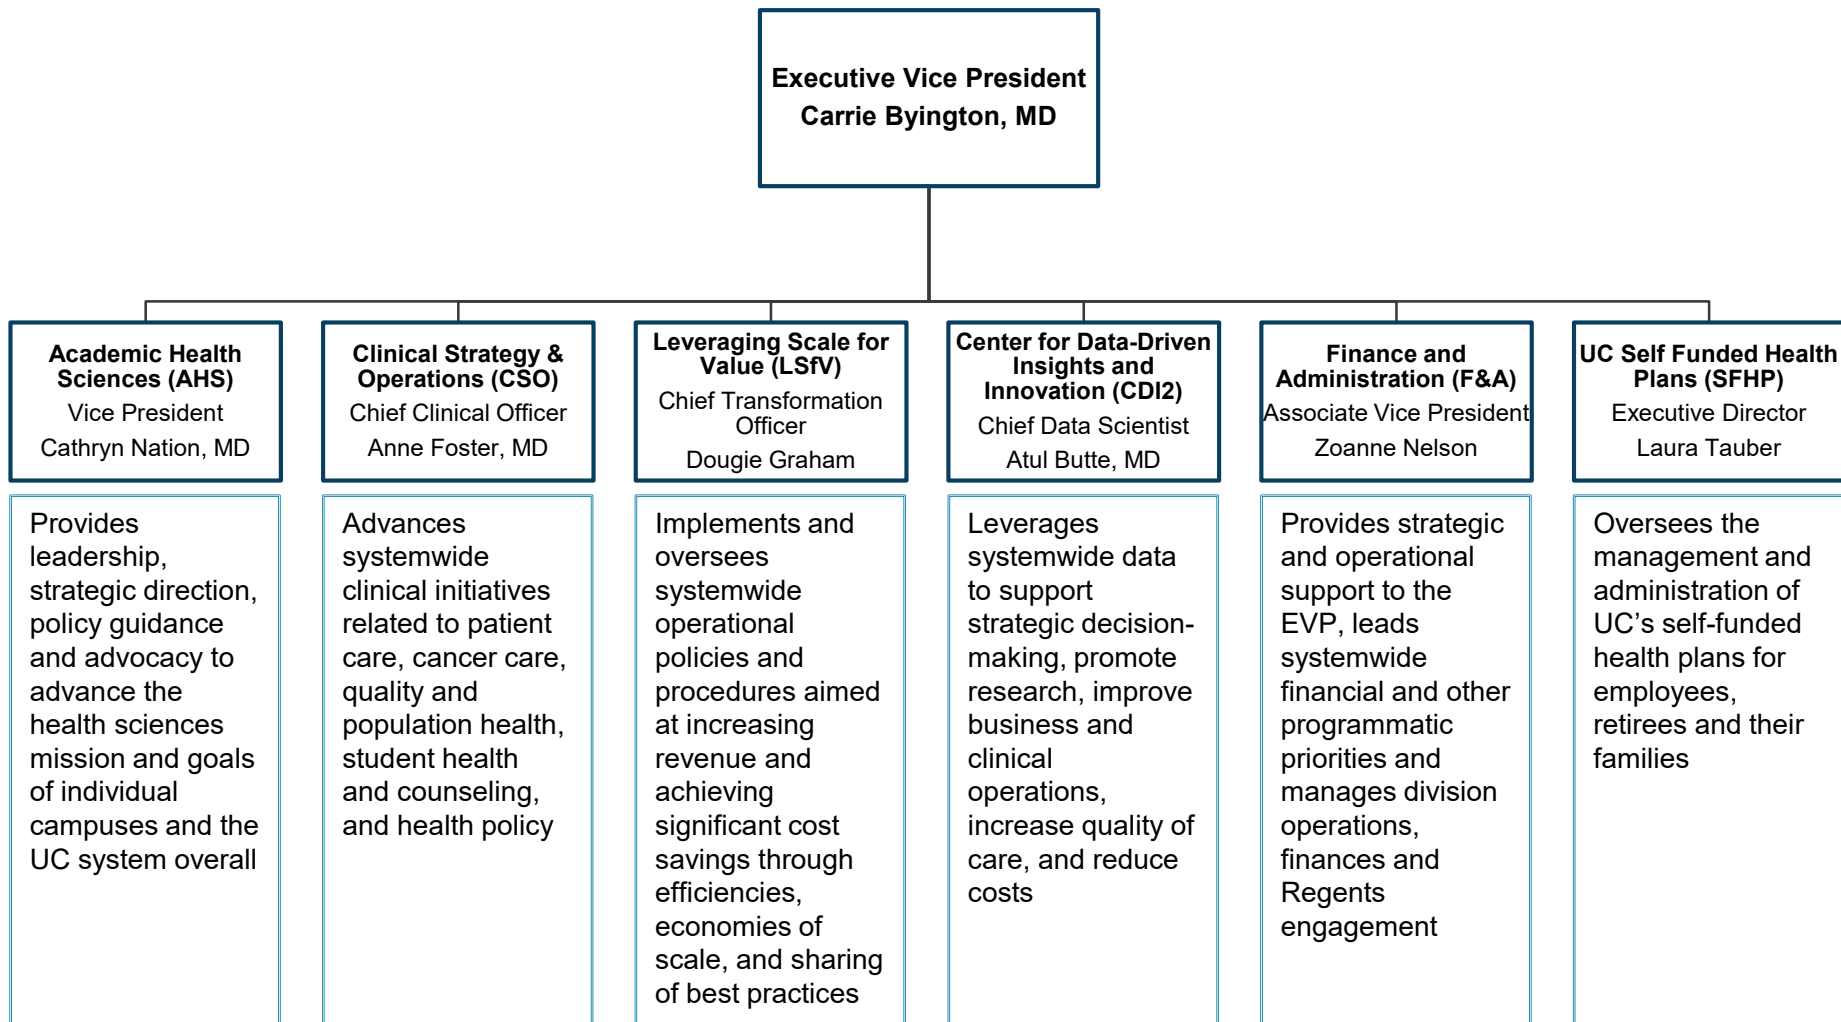 Executive Vice President
Carrie Byington, MD
Academic Health
Sciences (AHS)
Vice President
Cathryn Nation, MD
Clinical Strategy &
Operations (CSO)
Chief Clinical Officer
Anne Foster, MD
Leveraging Scale for
Value (LSfV)
Chief Transformation
Officer
Dougie Graham
Center for Data-Driven
Insights and
Innovation (CDI2)
Chief Data Scientist
Atul Butte, MD
Finance and
Administration (F&A)
Associate Vice President
Zoanne Nelson
UC Self Funded Health
Plans (SFHP)
Executive Director
Laura Tauber
Provides
leadership,
strategic direction,
policy guidance
and advocacy to
advance the
health sciences
mission and goals
of individual
campuses and the
UC system overall
Advances
systemwide
clinical initiatives
related to patient
care, cancer care,
quality and
population health,
student health
and counseling,
and health policy
Implements and
oversees
systemwide
operational
policies and
procedures aimed
at increasing
revenue and
achieving
significant cost
savings through
efficiencies,
economies of
scale, and sharing
of best practices
Leverages
systemwide data
to support
strategic decision-
making, promote
research, improve
business and
clinical
operations,
increase quality of
care, and reduce
costs
Provides strategic
and operational
support to the
EVP, leads
systemwide
financial and other
programmatic
priorities and
manages division
operations,
finances and
Regents
engagement
Oversees the
management and
administration of
UC’s self-funded
health plans for
employees,
retirees and their
families